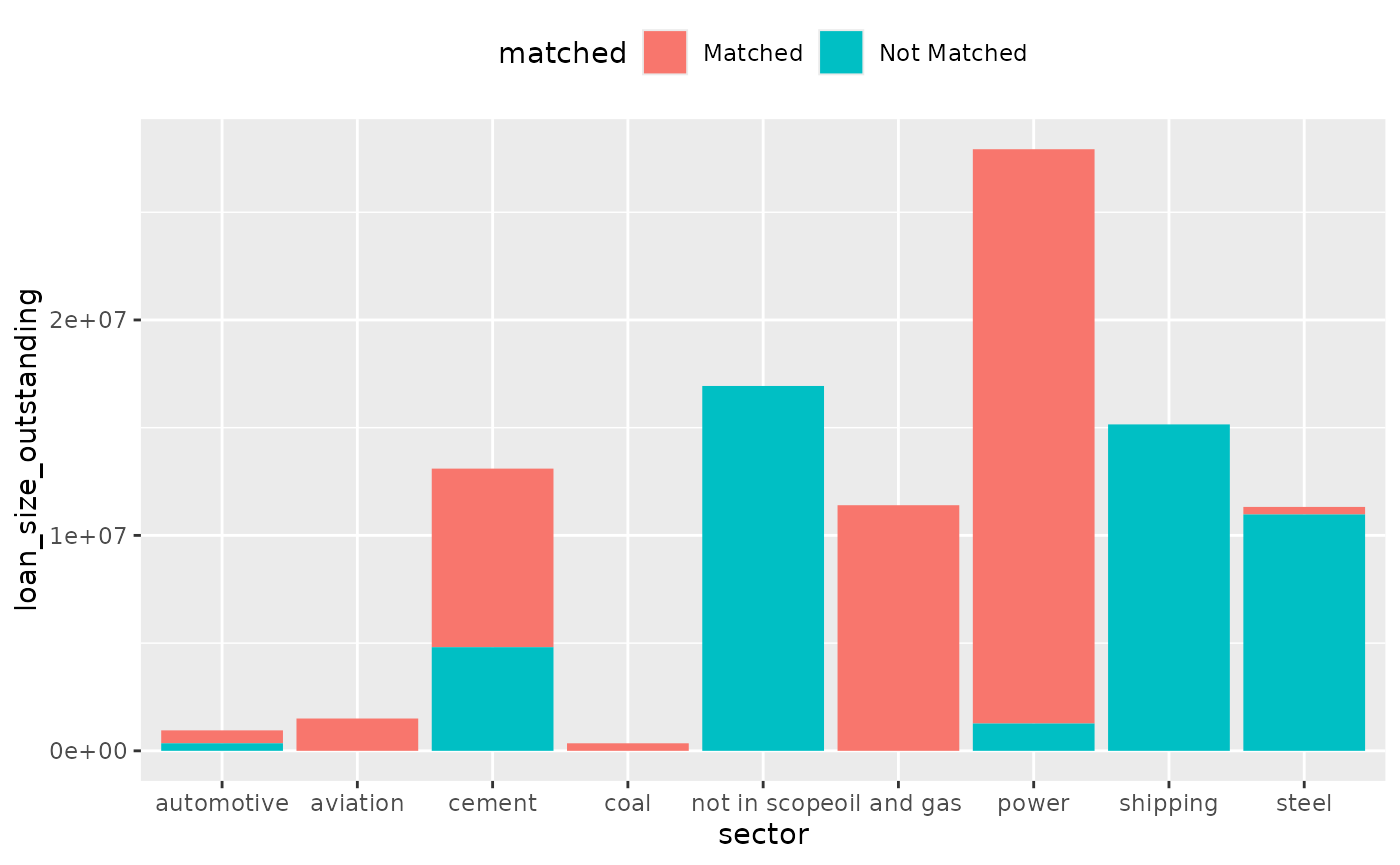 matched Matched Not Matched
loan_size_outstanding
2e+07
1e+07
0e+00
automotive aviation cement coal not in scope oil and gas power shipping steel
sector